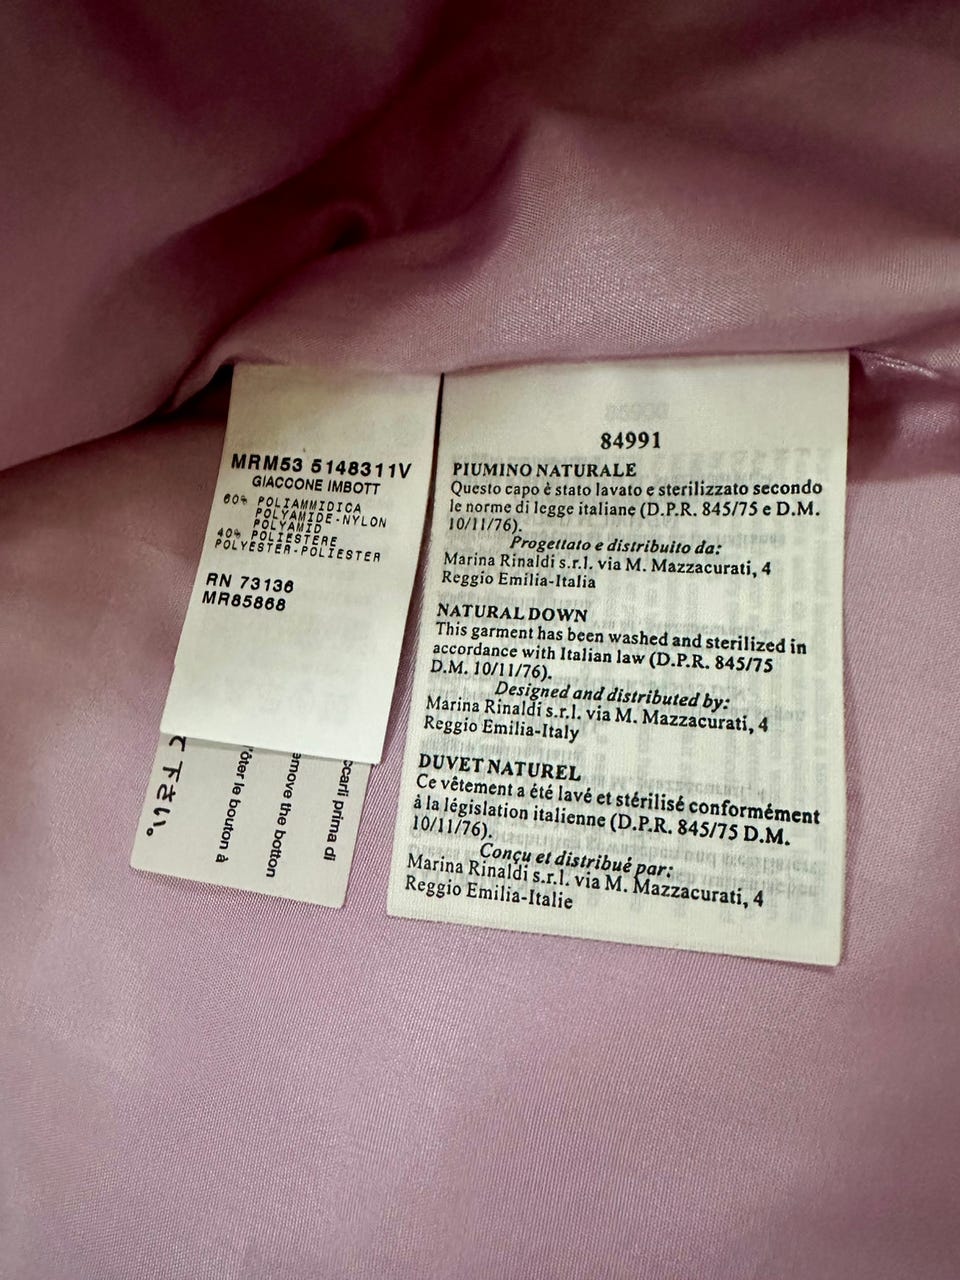 MRM53 5148311V
GIACCONE IMBOTT
60% POLIAMMIDICA
POLYAMIDE-NYLON
POLYAMID
40% POLIESTERE
POLYESTER-POLIESTER
RN 73136
MR85868
て下さい。
'ôter le bouton à
emove the botton
ccarli prima di
84991
PIUMINO NATURALE
Questo capo è stato lavato e sterilizzato secondo
le norme di legge italiane (D.P.R. 845/75 e D.M.
10/11/76).
Progettato e distribuito da:
Marina Rinaldi s.r.l. via M. Mazzacurati, 4
Reggio Emilia-Italia
NATURAL DOWN
This garment has been washed and sterilized in
accordance with Italian law (D.P.R. 845/75
D.M. 10/11/76).
Designed and distributed by:
Marina Rinaldi s.r.l. via M. Mazzacurati, 4
Reggio Emilia-Italy
DUVET NATUREL
Ce vêtement a été lavé et stérilisé conformément
à la législation italienne (D.P.R. 845/75 D.M.
10/11/76).
Conçu et distribué par:
Marina Rinaldi s.r.l. via M. Mazzacurati, 4
Reggio Emilia-Italie